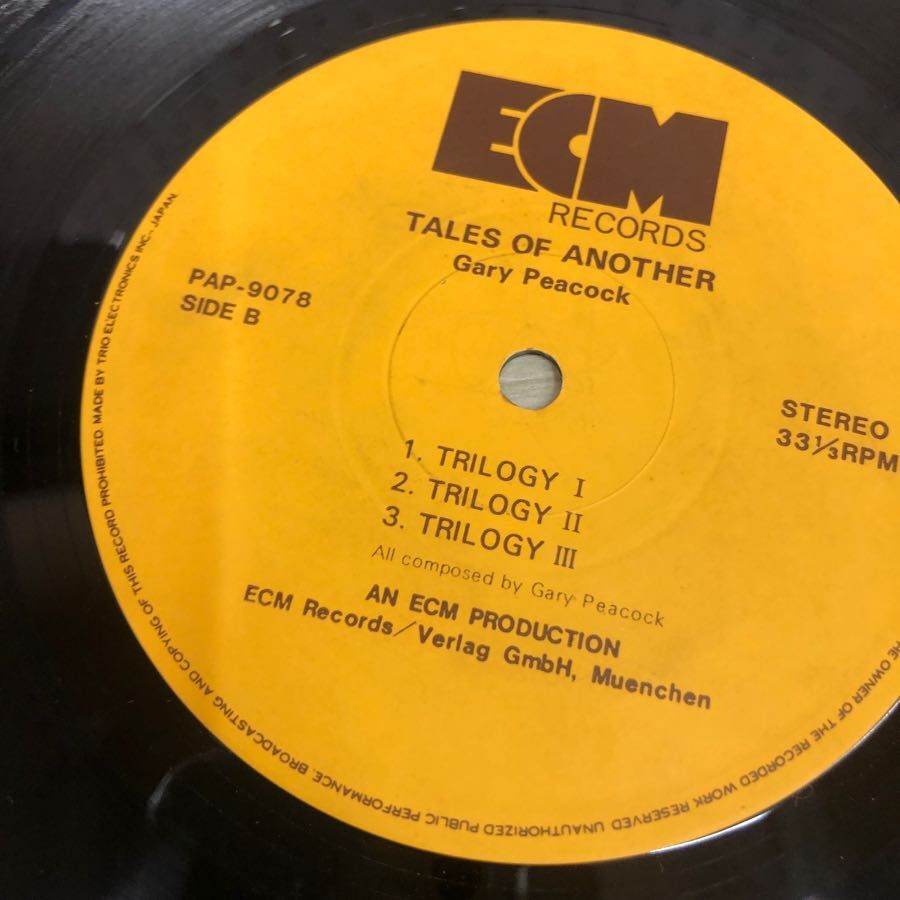 ECM
RECORDS
TALES OF ANOTHER
Gary Peacock
PAP-9078
SIDE B
STEREO
33⅓RPM
1. TRILOGY I
2. TRILOGY II
3. TRILOGY III
All composed by Gary Peacock
AN ECM PRODUCTION
ECM Records/Verlag GmbH, Muenchen
THE OWNER OF THE RECORDED WORK RESERVED UNAUTHORIZED PUBLIC PERFORMANCE, BROADCASTING AND COPYING OF THIS RECORD PROHIBITED. MADE BY TRIO ELECTRONICS INC., JAPAN.